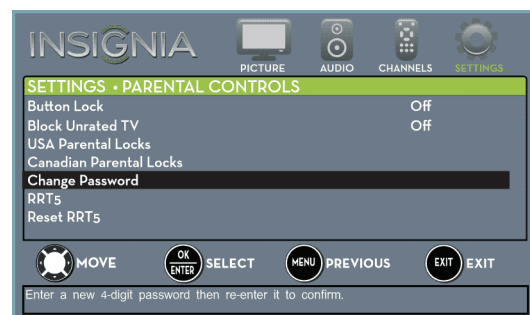 INSIGNIA
PICTURE AUDIO CHANNELS SETTINGS
SETTINGS • PARENTAL CONTROLS
Button Lock Off
Block Unrated TV Off
USA Parental Locks
Canadian Parental Locks
Change Password
RRT5
Reset RRT5
MOVE OK ENTER SELECT MENU PREVIOUS EXIT EXIT
Enter a new 4-digit password then re-enter it to confirm.